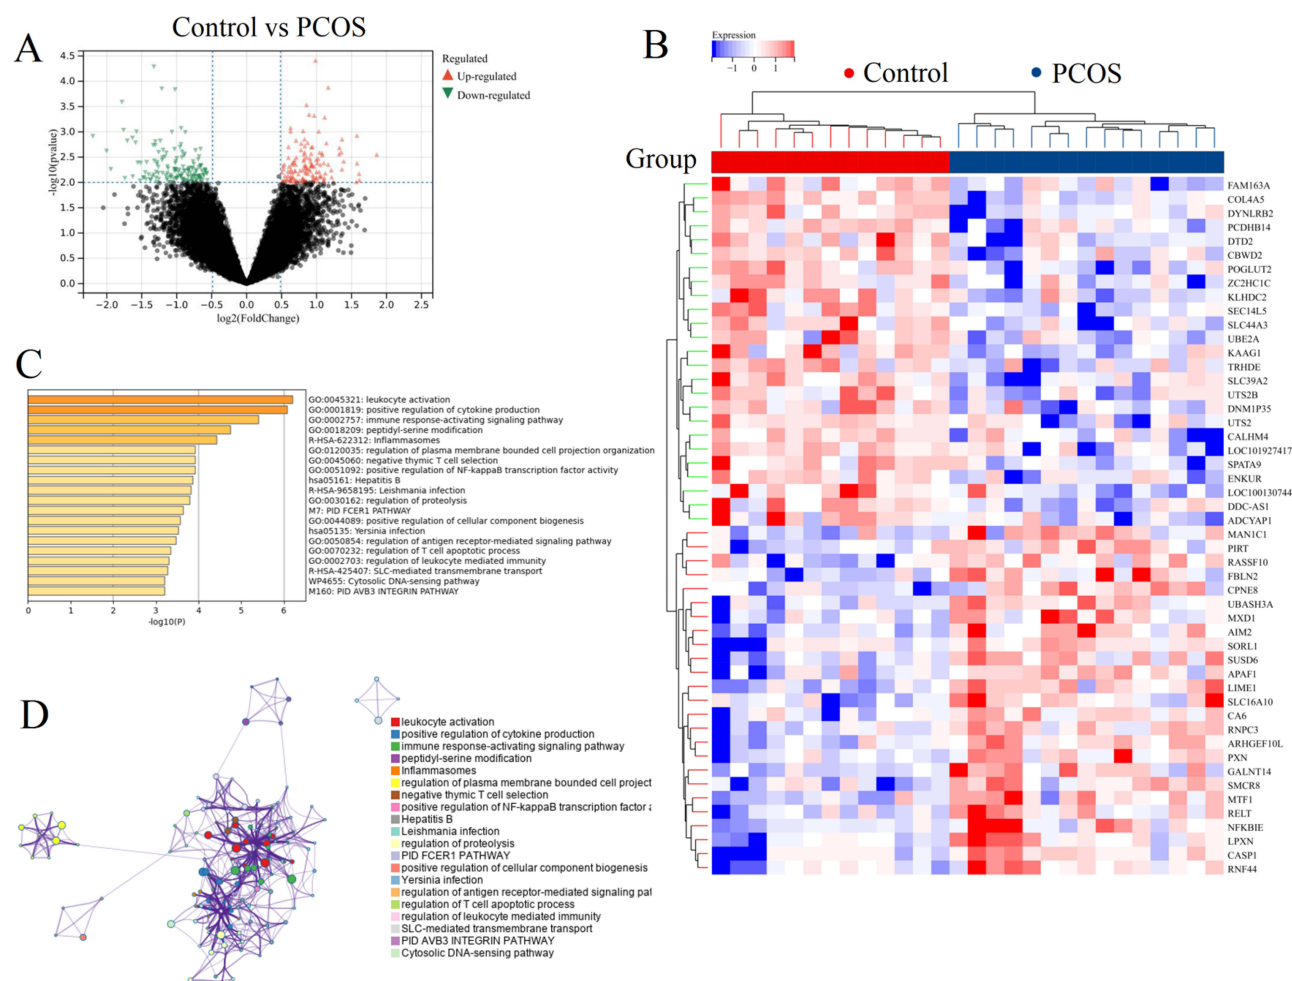 A
Control vs PCOS
4.5
4.0
3.5
3.0
2.5
2.0
1.5
1.0
0.5
0.0
-log10(pvalue)
−2.0
−1.5
−1.0
−0.5
0.0
0.5
1.0
1.5
2.0
2.5
log2(FoldChange)
Regulated
Up-regulated
Down-regulated
B
Expression
−1
0
1
Control
PCOS
Group
FAM163A
COL4A5
DYNLRB2
PCDHB14
DTD2
CBWD2
POGLUT2
ZC2HC1C
KLHDC2
SEC14L5
SLC44A3
UBE2A
KAAG1
TRHDE
SLC39A2
UTS2B
DNM1P35
UTS2
CALHM4
LOC101927417
SPATA9
ENKUR
LOC100130744
DDC-AS1
ADCYAP1
MAN1C1
PIRT
RASSF10
FBLN2
CPNE8
UBASH3A
MXD1
AIM2
SORL1
SUSD6
APAF1
LIME1
SLC16A10
CA6
RNPC3
ARHGEF10L
PXN
GALNT14
SMCR8
MTF1
RELT
NFKBIE
LPXN
CASP1
RNF44
C
GO:0045321: leukocyte activation
GO:0001819: positive regulation of cytokine production
GO:0002757: immune response-activating signaling pathway
GO:0018209: peptidyl-serine modification
R-HSA-622312: Inflammasomes
GO:0120035: regulation of plasma membrane bounded cell projection organization
GO:0045060: negative thymic T cell selection
GO:0051092: positive regulation of NF-kappaB transcription factor activity
hsa05161: Hepatitis B
R-HSA-9658195: Leishmania infection
GO:0030162: regulation of proteolysis
M7: PID FCER1 PATHWAY
GO:0044089: positive regulation of cellular component biogenesis
hsa05135: Yersinia infection
GO:0050854: regulation of antigen receptor-mediated signaling pathway
GO:0070232: regulation of T cell apoptotic process
GO:0002703: regulation of leukocyte mediated immunity
R-HSA-425407: SLC-mediated transmembrane transport
WP4655: Cytosolic DNA-sensing pathway
M160: PID AVB3 INTEGRIN PATHWAY
0
1
2
3
4
5
6
-log10(P)
D
leukocyte activation
positive regulation of cytokine production
immune response-activating signaling pathway
peptidyl-serine modification
Inflammasomes
regulation of plasma membrane bounded cell project
negative thymic T cell selection
positive regulation of NF-kappaB transcription factor a
Hepatitis B
Leishmania infection
regulation of proteolysis
PID FCER1 PATHWAY
positive regulation of cellular component biogenesis
Yersinia infection
regulation of antigen receptor-mediated signaling pat
regulation of T cell apoptotic process
regulation of leukocyte mediated immunity
SLC-mediated transmembrane transport
PID AVB3 INTEGRIN PATHWAY
Cytosolic DNA-sensing pathway